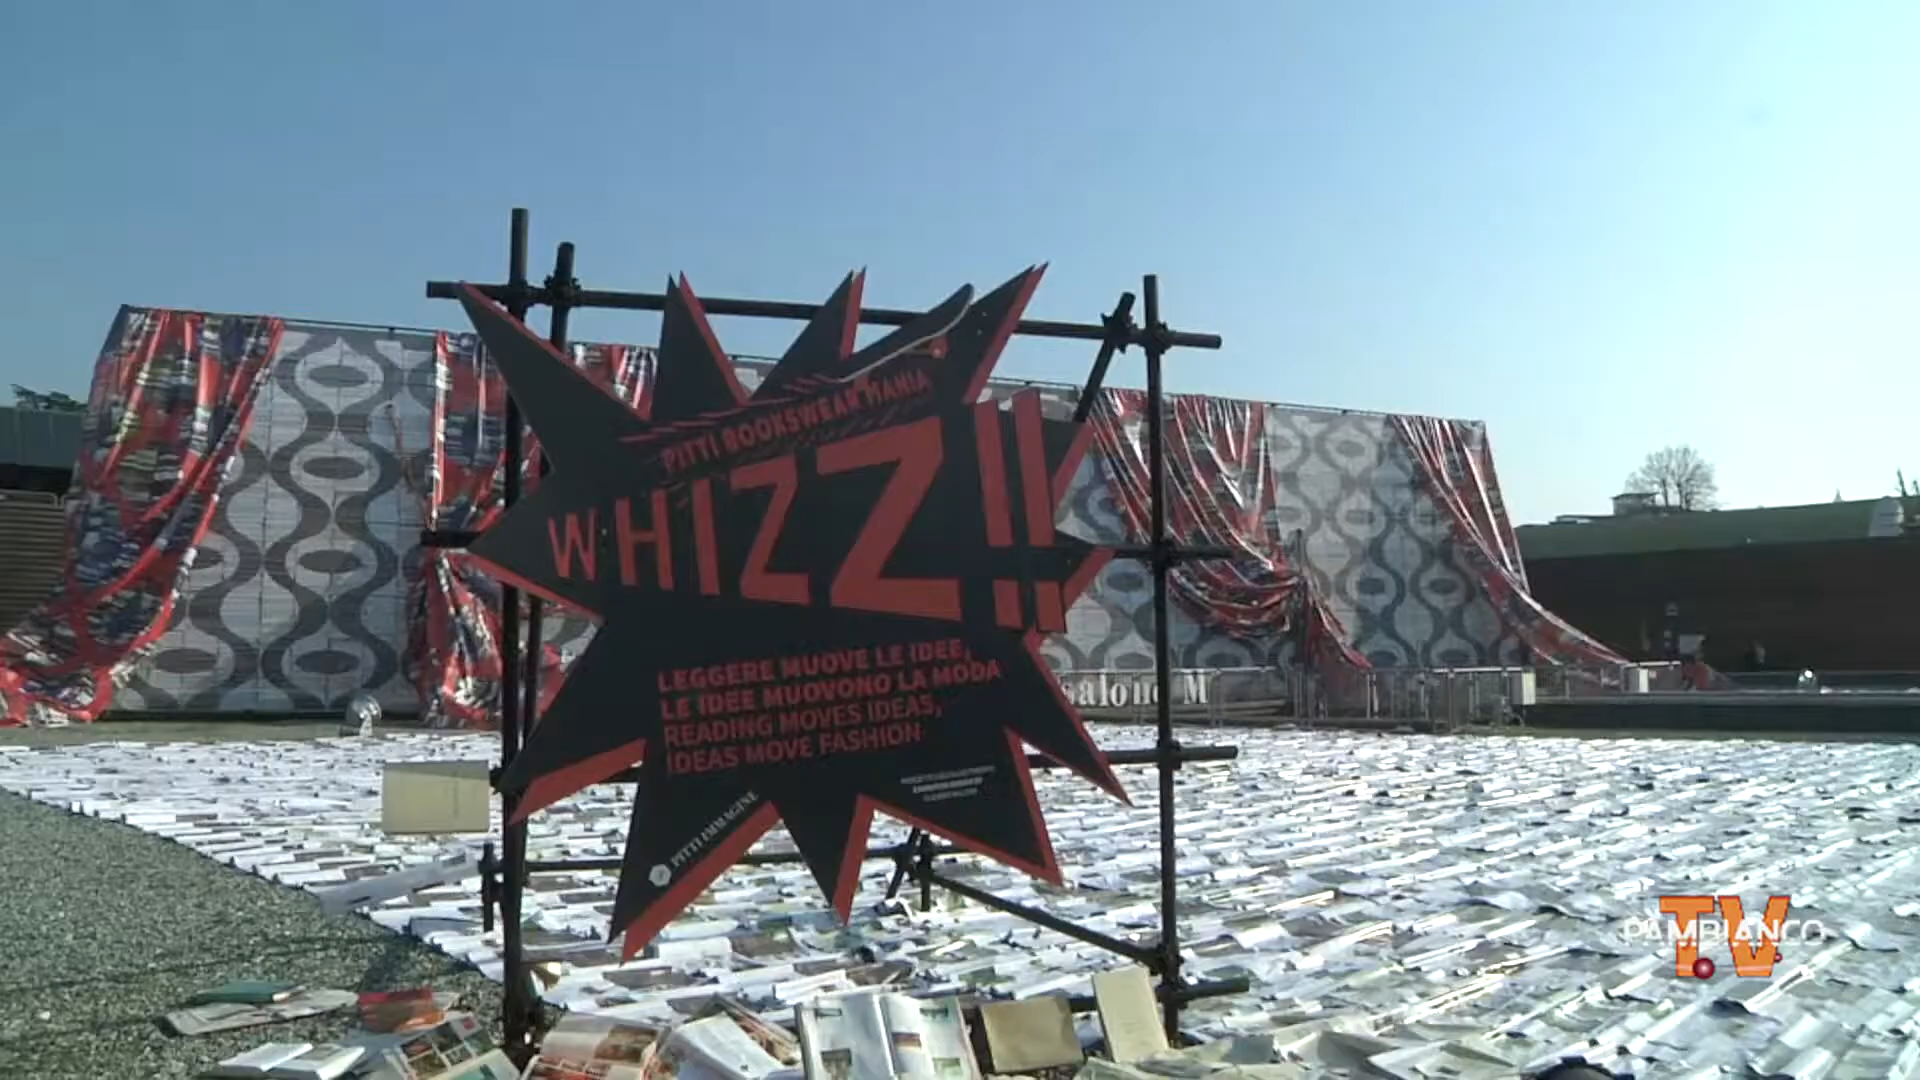 PITTI BOOKSWEAR MANIA
WHIZZ!!
LEGGERE MUOVE LE IDEE,
LE IDEE MUOVONO LA MODA
READING MOVES IDEAS,
IDEAS MOVE FASHION
PITTI IMMAGINE
M
TV
PAMBIANCO